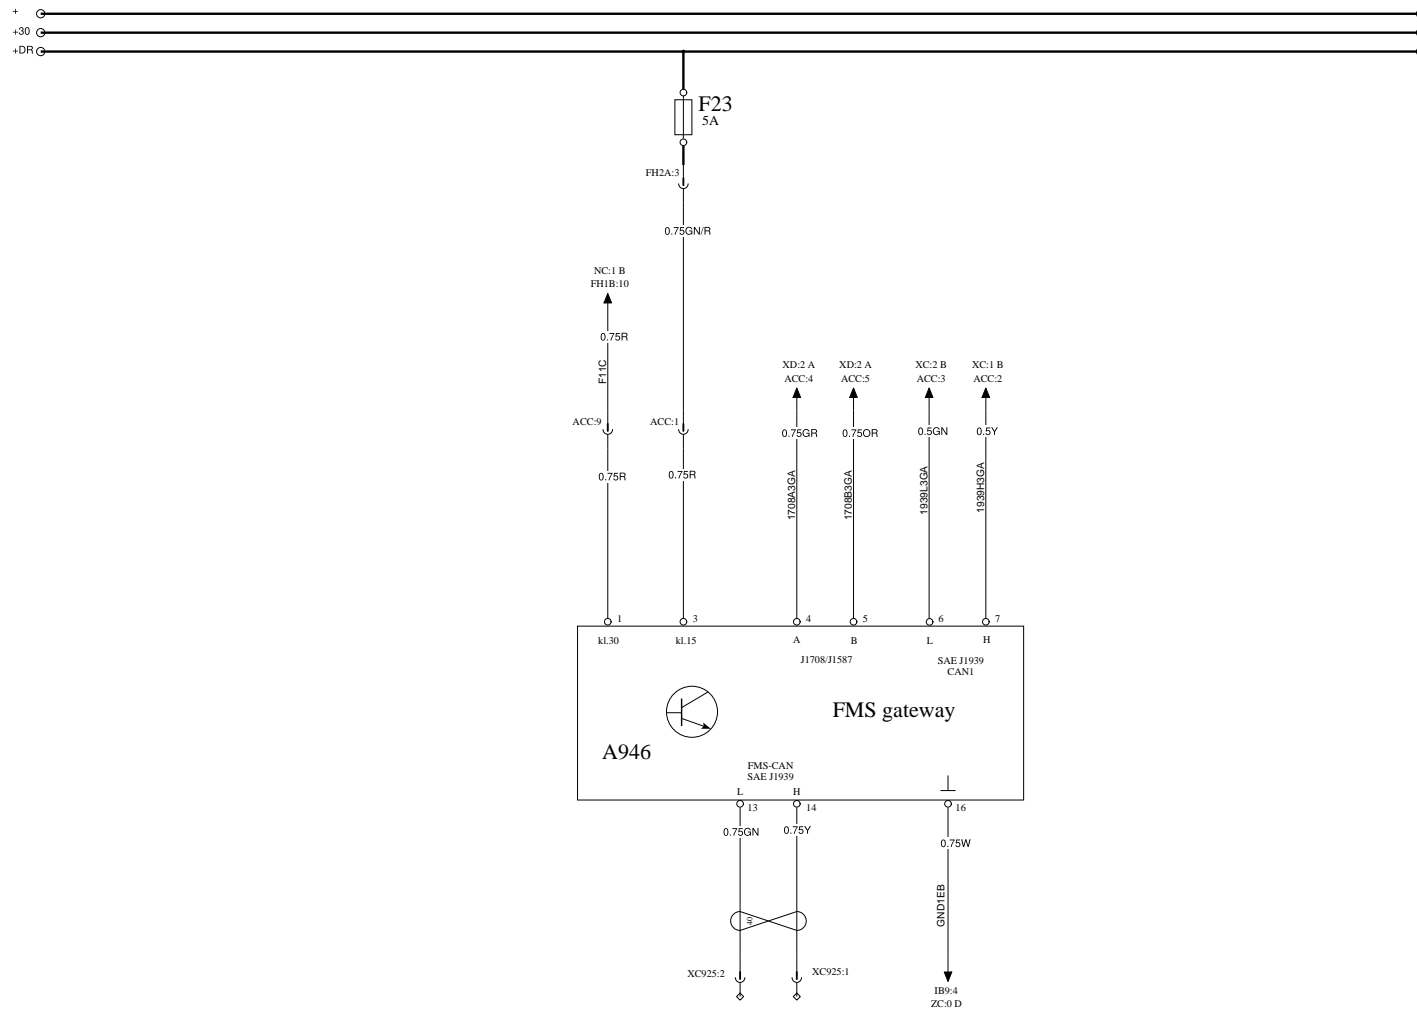 +
+30
+DR
F23
5A
FH2A:3
0.75GN/R
NC:1 B
FH1B:10
0.75R
F11C
XD:2 A
ACC:4
XD:2 A
ACC:5
XC:2 B
ACC:3
XC:1 B
ACC:2
ACC:9
ACC:1
0.75GR
0.75OR
0.5GN
0.5Y
0.75R
0.75R
1708A3GA
1708B3GA
1939L3GA
1939H3GA
1
3
4
5
6
7
kl.30
kl.15
A
B
L
H
J1708/J1587
SAE J1939
CAN1
FMS gateway
A946
FMS-CAN
SAE J1939
L
H
13
14
16
0.75GN
0.75Y
0.75W
GND1EB
40
XC925:2
XC925:1
IB9:4
ZC:0 D